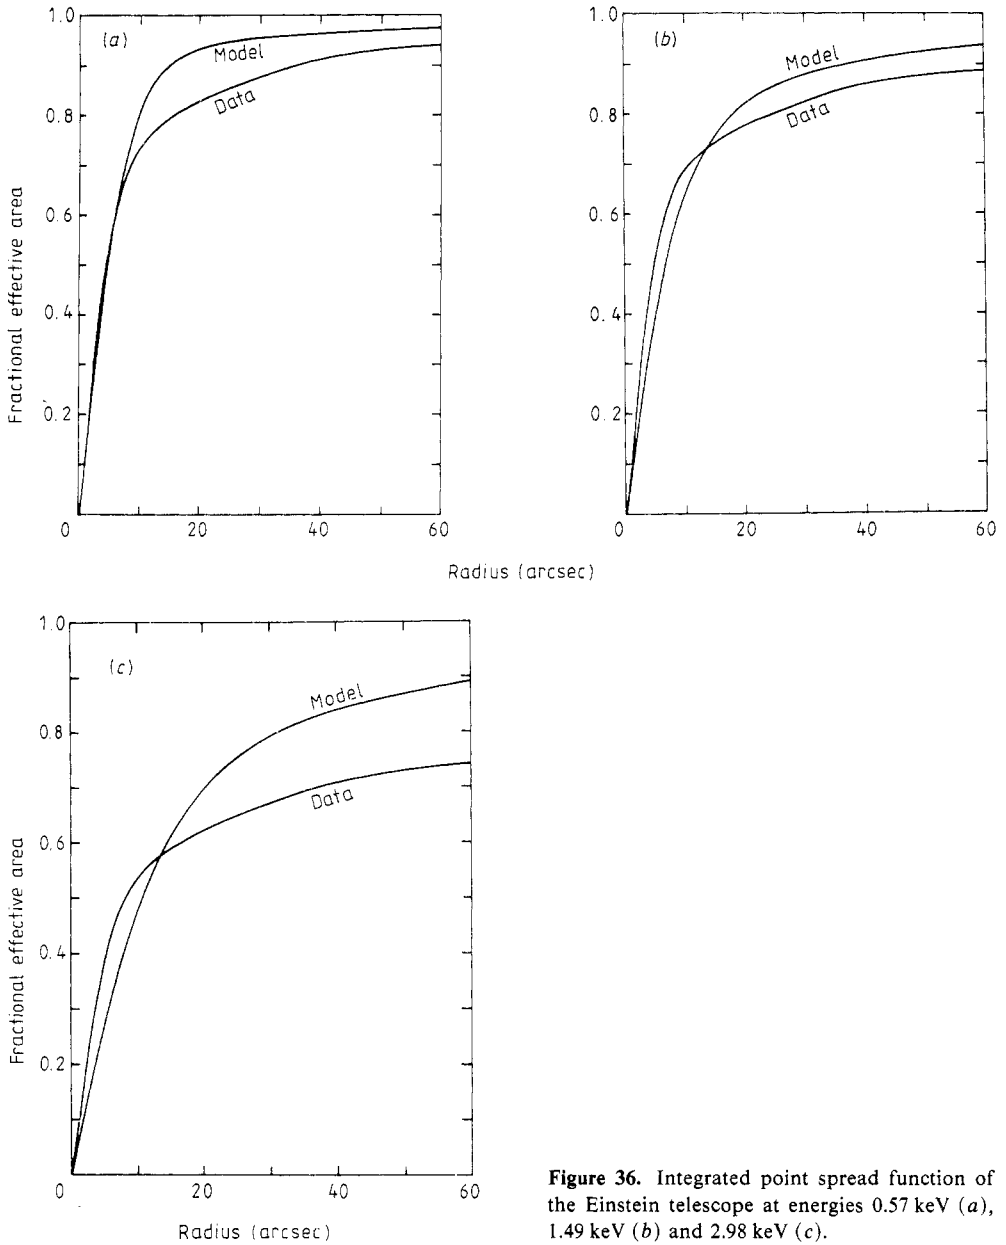 1.0
(a)
Model
Data
0.8
0.6
0.4
0.2
0
20
40
60
Fractional effective area
1.0
(b)
Model
Data
0.8
0.6
0.4
0.2
0
20
40
60
Radius (arcsec)
1.0
(c)
Model
Data
0.8
0.6
0.4
0.2
0
20
40
60
Fractional effective area
Radius (arcsec)
Figure 36. Integrated point spread function of
the Einstein telescope at energies 0.57 keV (a),
1.49 keV (b) and 2.98 keV (c).